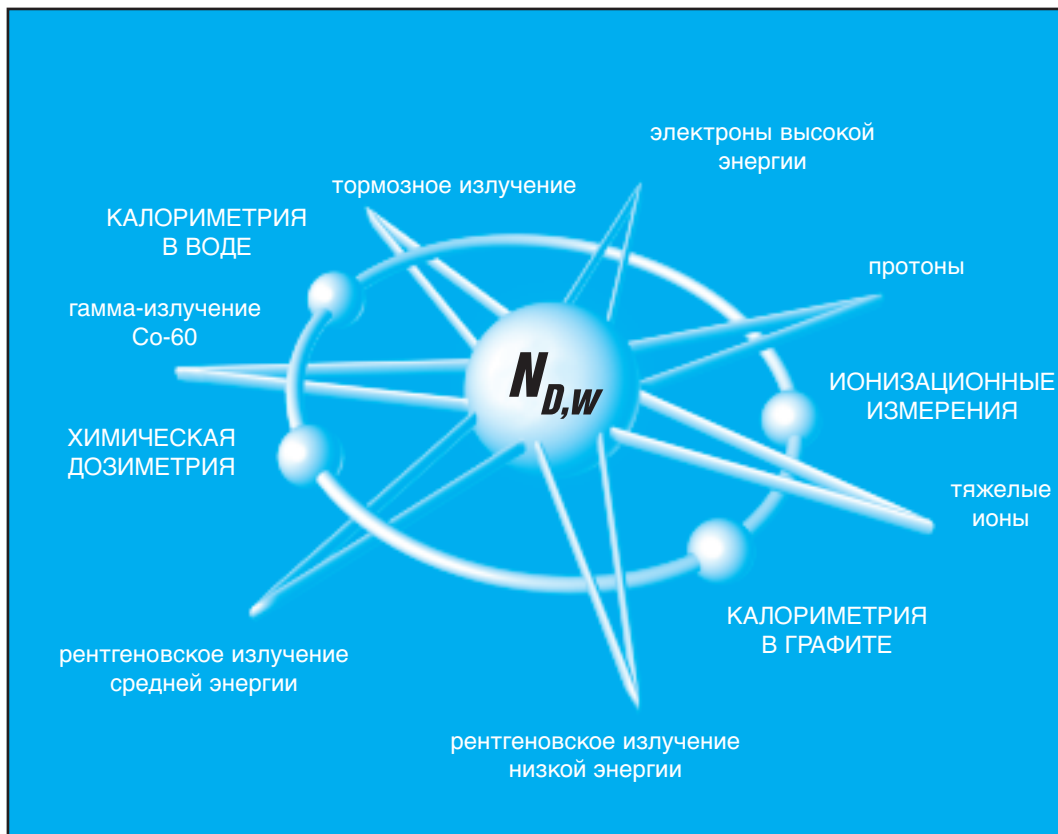 электроны высокой
энергии
тормозное излучение
КАЛОРИМЕТРИЯ
В ВОДЕ
протоны
гамма-излучение
Co-60
N_D,W
ИОНИЗАЦИОННЫЕ
ИЗМЕРЕНИЯ
ХИМИЧЕСКАЯ
ДОЗИМЕТРИЯ
тяжелые
ионы
КАЛОРИМЕТРИЯ
В ГРАФИТЕ
рентгеновское излучение
средней энергии
рентгеновское излучение
низкой энергии